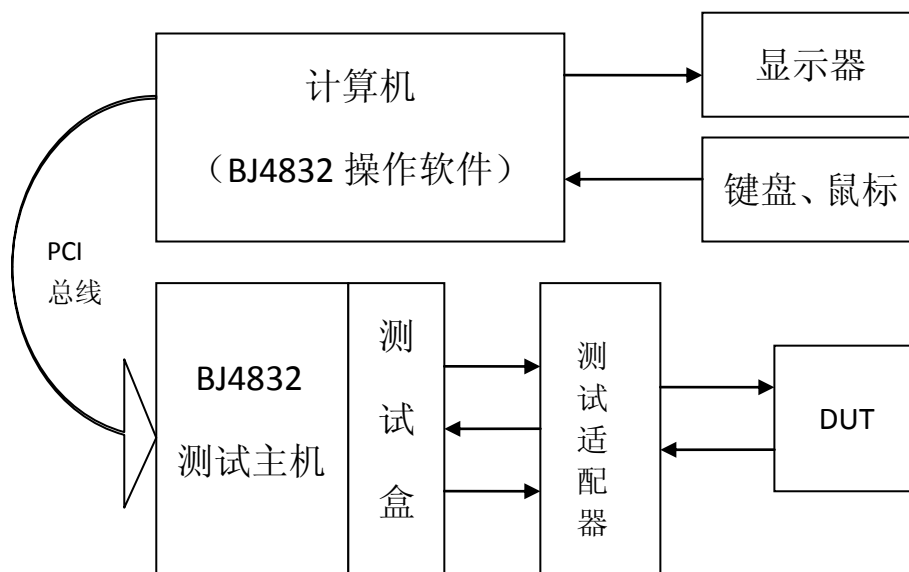 计算机
（BJ4832 操作软件）
显示器
键盘、鼠标
PCI
总线
BJ4832
测试主机
测
试
盒
测
试
适
配
器
DUT